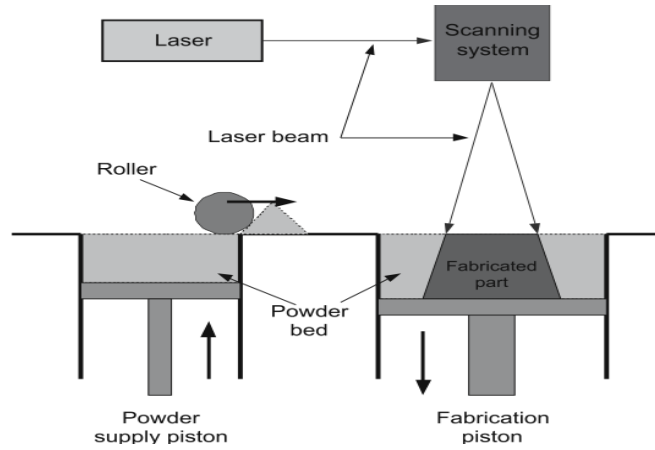 Laser
Scanning
system
Laser beam
Roller
Fabricated
part
Powder
bed
Powder
supply piston
Fabrication
piston